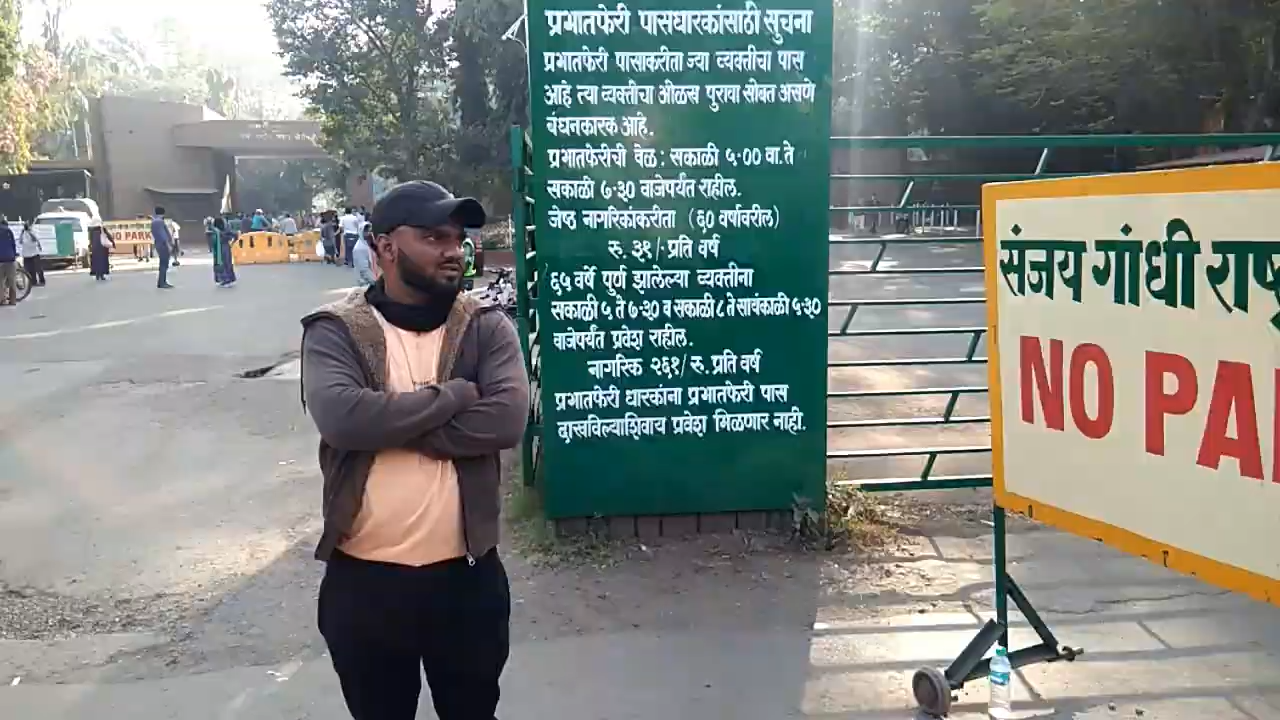 प्रभातफेरी पासधारकांसाठी सुचना
प्रभातफेरी पासाकरीता ज्या व्यक्तीचा पास
आहे त्या व्यक्तीचा ओळख पुरावा सोबत असणे
बंधनकारक आहे.
प्रभातफेरीची वेळ : सकाळी ५.०० वा. ते
सकाळी ७.३० वाजेपर्यंत राहील.
जेष्ठ नागरिकांकरीता (६० वर्षावरील)
रु. ३१/- प्रति वर्ष
६५ वर्षे पुर्ण झालेल्या व्यक्तीना
सकाळी ५ ते ७.३० व सकाळी ८ ते सायंकाळी ५.३०
वाजेपर्यंत प्रवेश राहील.
नागरिक २६१/ रु. प्रति वर्ष
प्रभातफेरी धारकांना प्रभातफेरी पास
दाखविल्याशिवाय प्रवेश मिळणार नाही.
संजय गांधी राष्ट्
NO PA
NO PARK